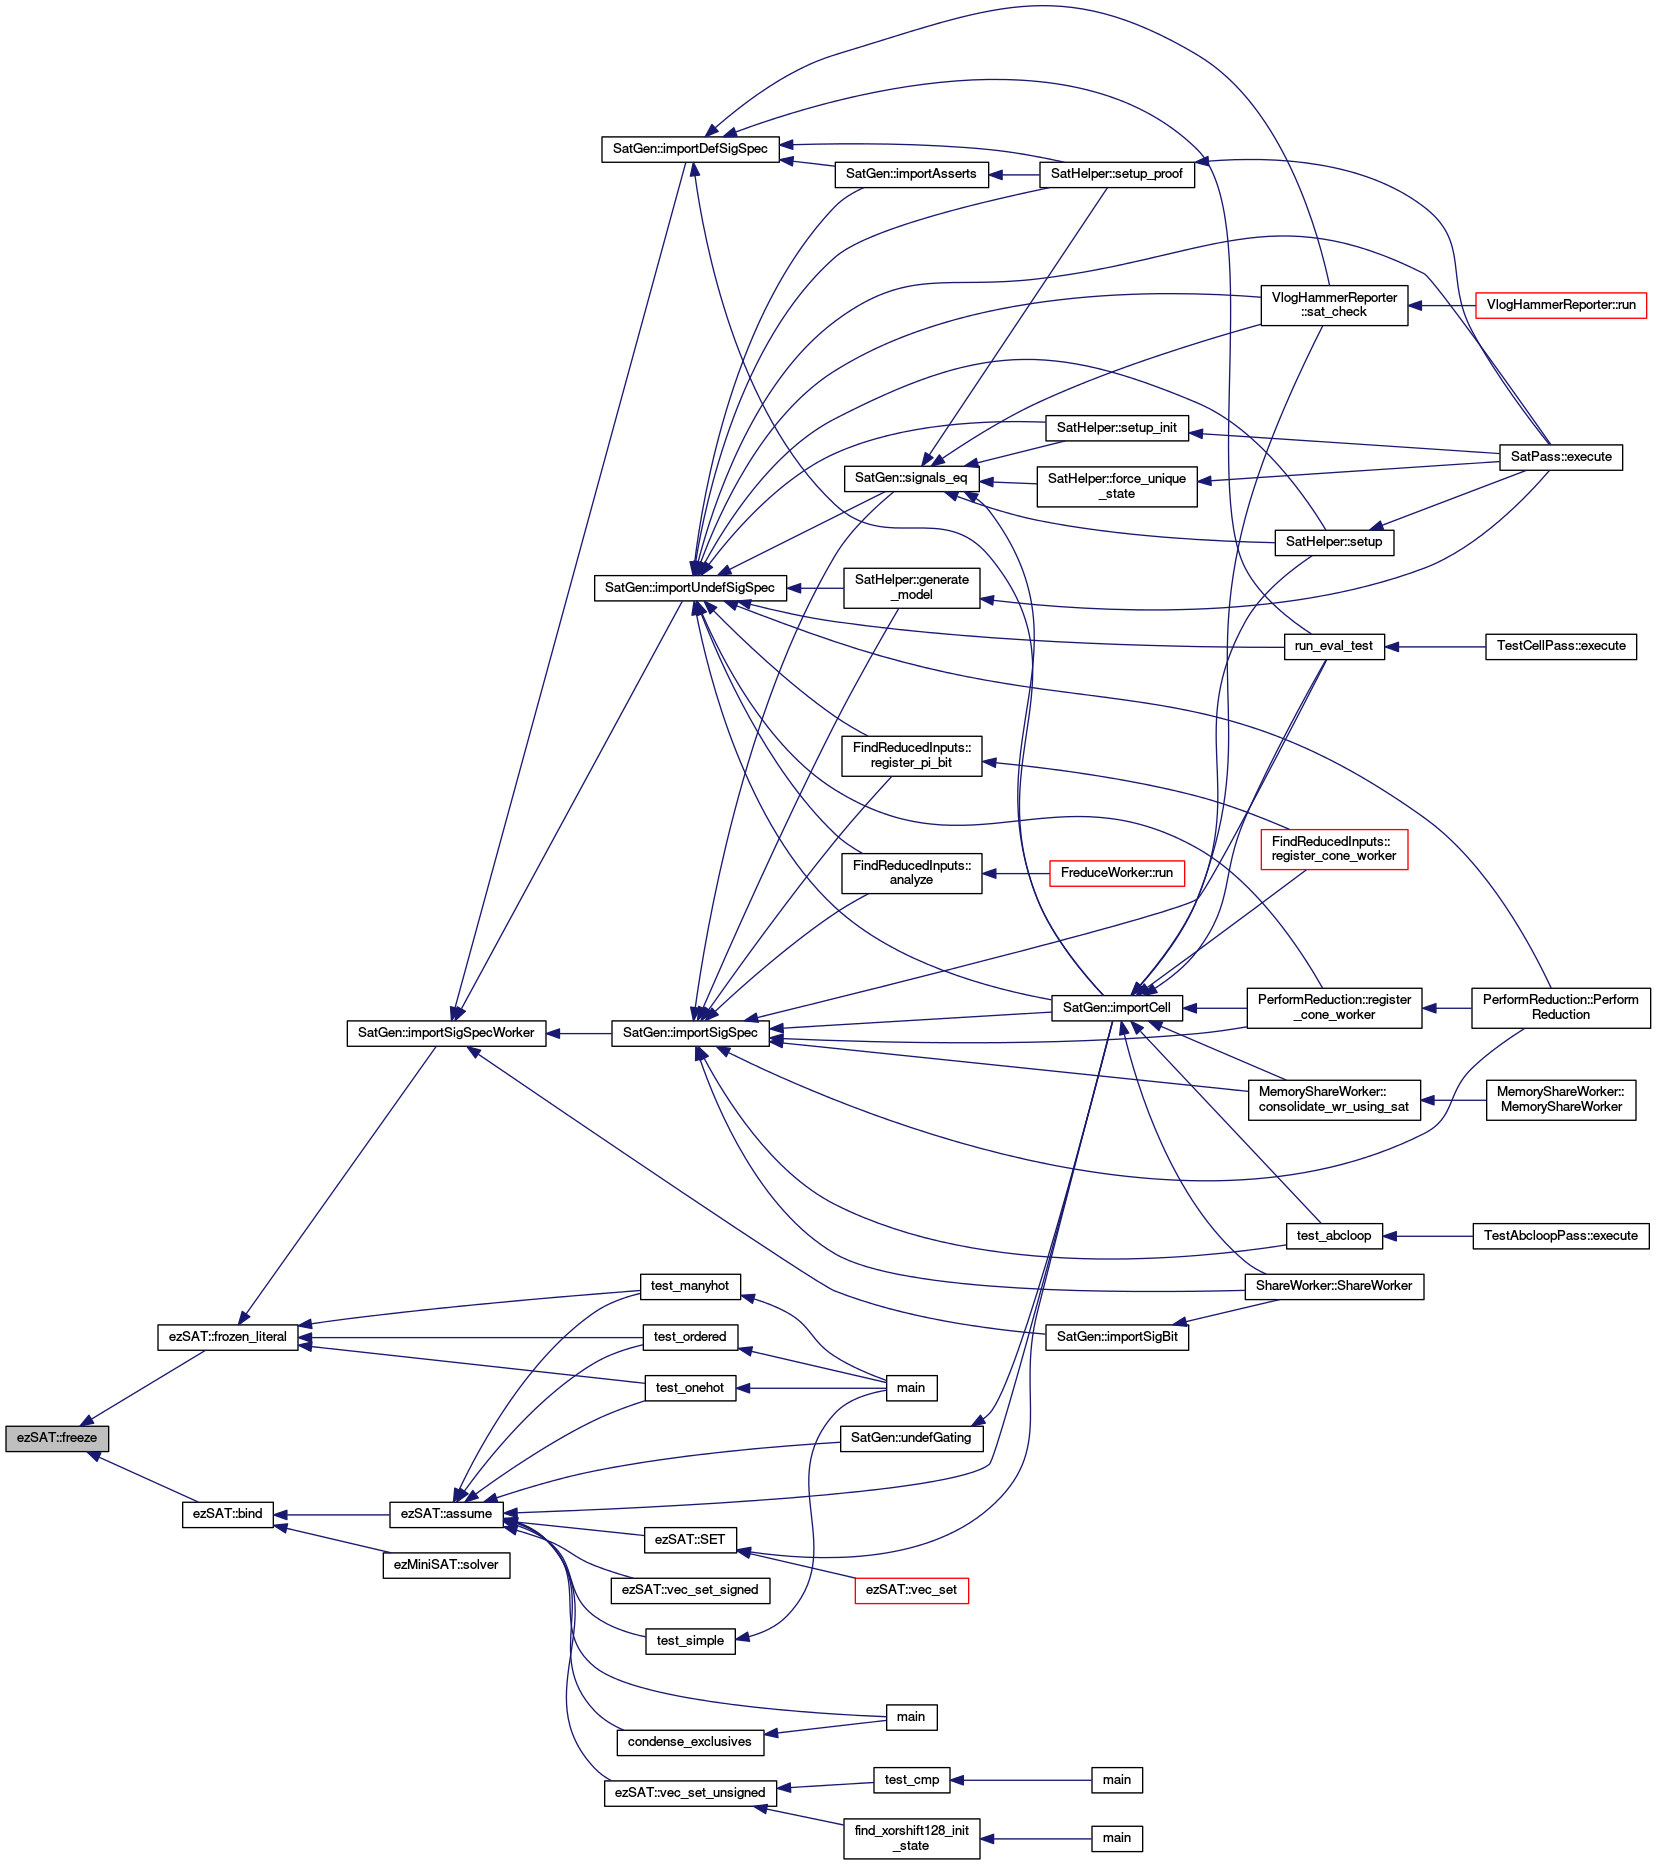 SatGen::importDefSigSpec
SatGen::importAsserts
SatHelper::setup_proof
VlogHammerReporter
::sat_check
VlogHammerReporter::run
SatHelper::setup_init
SatPass::execute
SatGen::signals_eq
SatHelper::force_unique
_state
SatHelper::setup
SatGen::importUndefSigSpec
SatHelper::generate
_model
run_eval_test
TestCellPass::execute
FindReducedInputs::
register_pi_bit
FindReducedInputs::
register_cone_worker
FindReducedInputs::
analyze
FreduceWorker::run
SatGen::importSigSpecWorker
SatGen::importSigSpec
SatGen::importCell
PerformReduction::register
_cone_worker
PerformReduction::Perform
Reduction
MemoryShareWorker::
consolidate_wr_using_sat
MemoryShareWorker::
MemoryShareWorker
test_abcloop
TestAbcloopPass::execute
ShareWorker::ShareWorker
test_manyhot
ezSAT::frozen_literal
test_ordered
SatGen::importSigBit
test_onehot
main
ezSAT::freeze
SatGen::undefGating
ezSAT::bind
ezSAT::assume
ezSAT::SET
ezMiniSAT::solver
ezSAT::vec_set_signed
ezSAT::vec_set
test_simple
main
condense_exclusives
ezSAT::vec_set_unsigned
test_cmp
main
find_xorshift128_init
_state
main